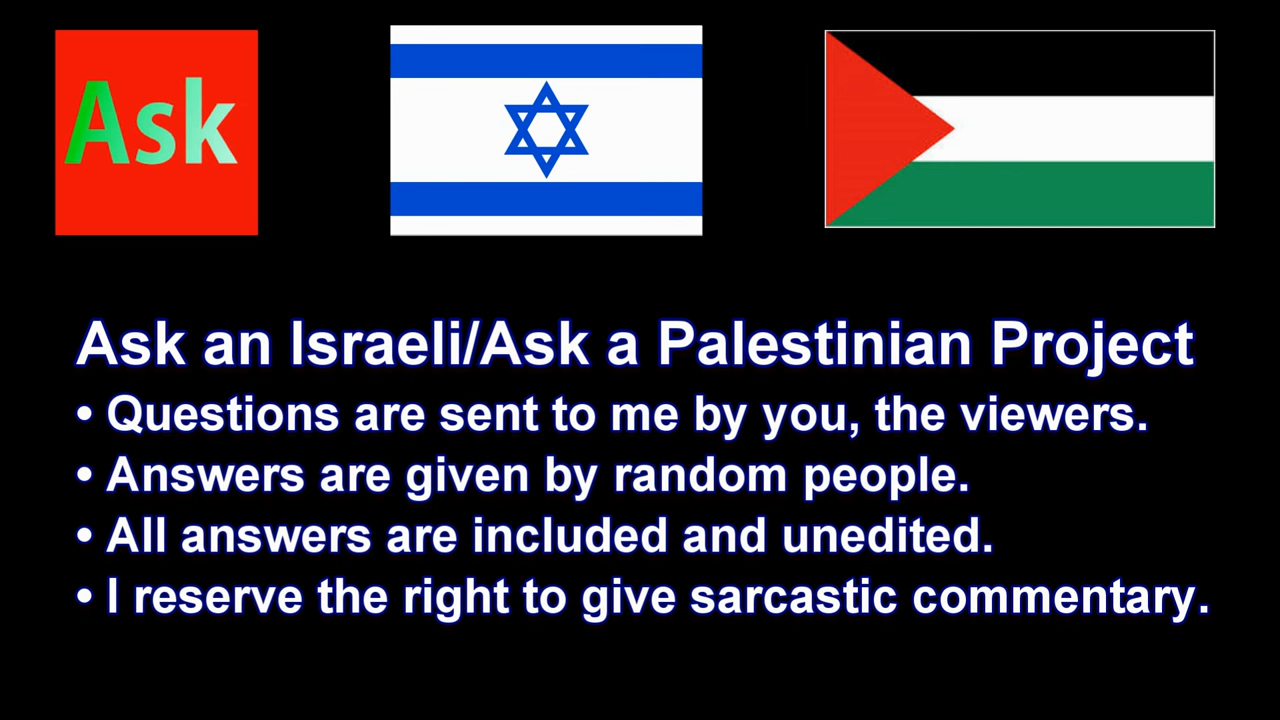 Ask
Ask an Israeli/Ask a Palestinian Project
• Questions are sent to me by you, the viewers.
• Answers are given by random people.
• All answers are included and unedited.
• I reserve the right to give sarcastic commentary.